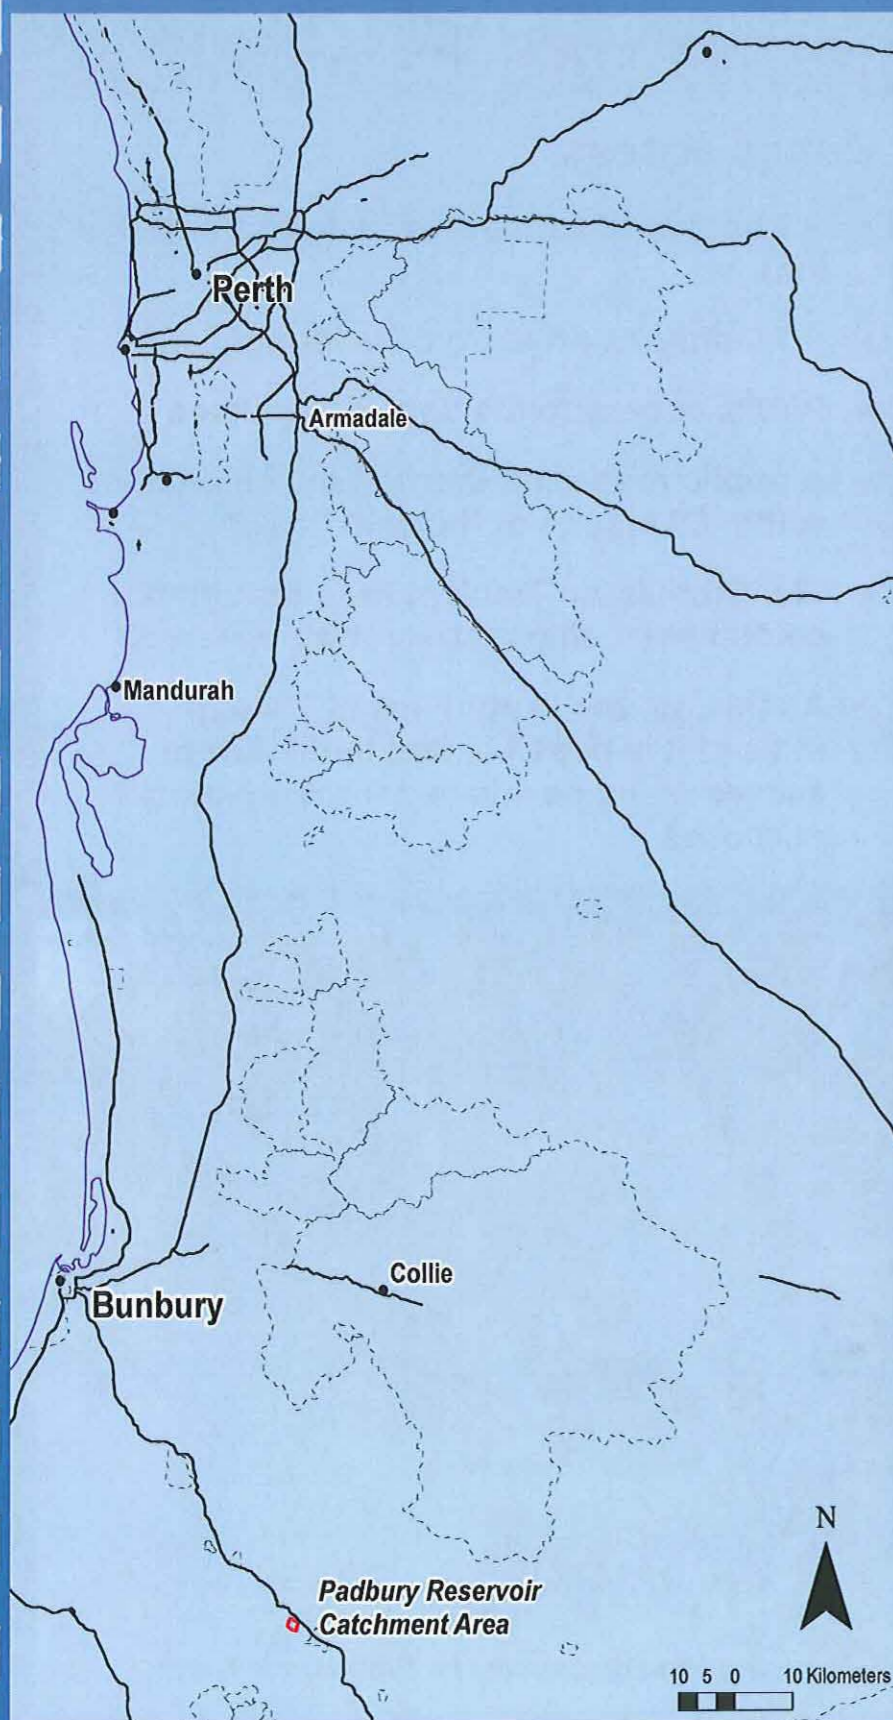 Perth
Armadale
Mandurah
Collie
Bunbury
Padbury Reservoir
Catchment Area
N
10 5 0 10 Kilometers